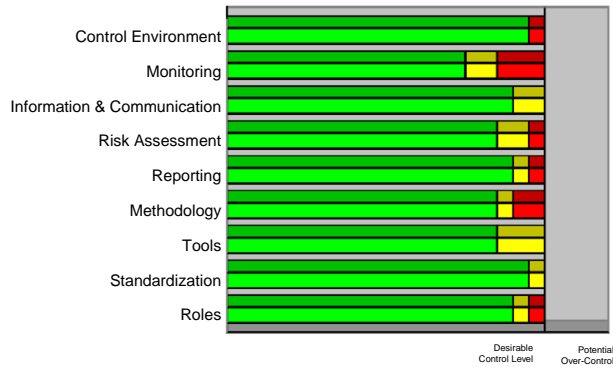 Control Environment
Monitoring
Information & Communication
Risk Assessment
Reporting
Methodology
Tools
Standardization
Roles
Desirable
Control Level
Potential
Over-Control